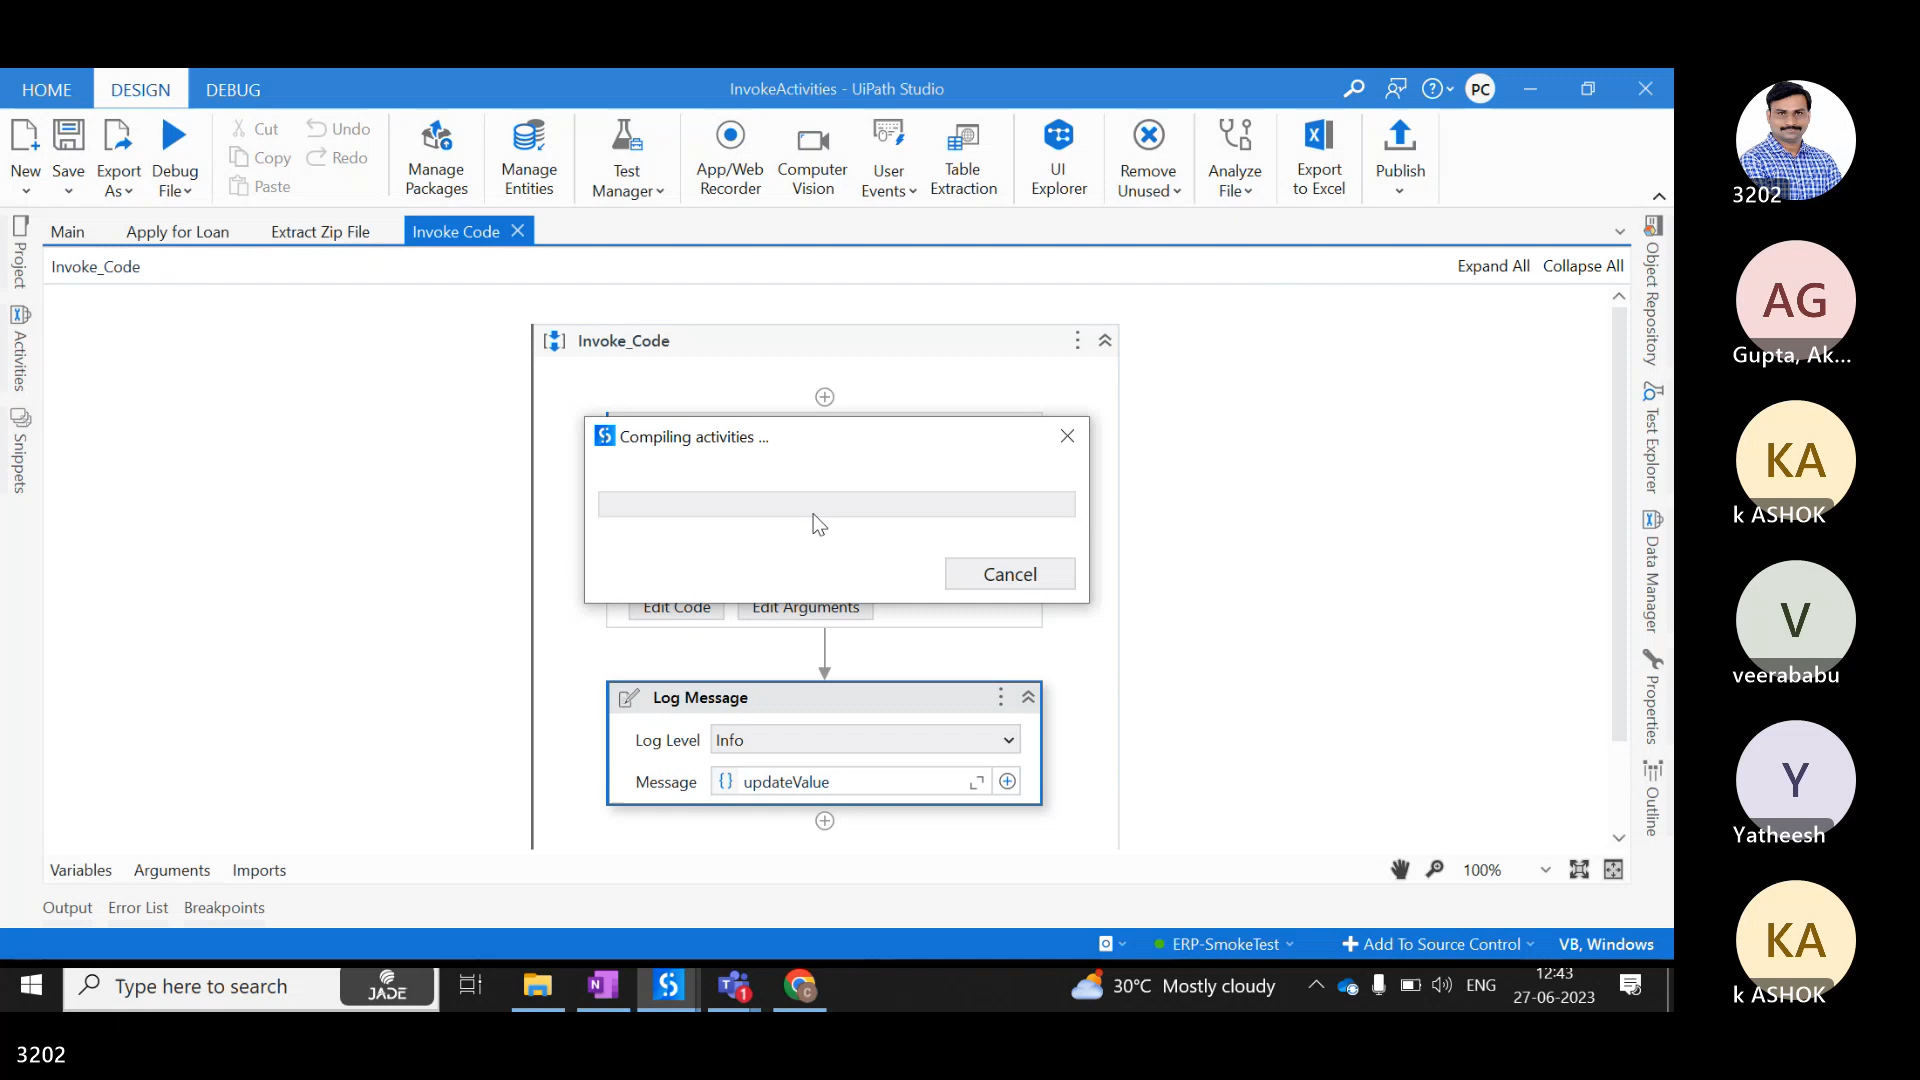 HOME
DESIGN
DEBUG
InvokeActivities - UiPath Studio
PC
New
Save
Export As
Debug File
Cut
Copy
Paste
Undo
Redo
Manage Packages
Manage Entities
Test Manager
App/Web Recorder
Computer Vision
User Events
Table Extraction
UI Explorer
Remove Unused
Analyze File
Export to Excel
Publish
Main
Apply for Loan
Extract Zip File
Invoke Code
Invoke_Code
Expand All
Collapse All
Project
Activities
Snippets
Invoke_Code
Compiling activities ...
Cancel
Edit Code
Edit Arguments
Log Message
Log Level
Info
Message
updateValue
Object Repository
Test Explorer
Data Manager
Properties
Outline
Variables
Arguments
Imports
100%
Output
Error List
Breakpoints
ERP-SmokeTest
Add To Source Control
VB, Windows
Type here to search
JADE
N
1
C
30°C Mostly cloudy
ENG
12:43
27-06-2023
3202
AG
Gupta, Ak...
KA
k ASHOK
V
veerababu
Y
Yatheesh
KA
k ASHOK
3202